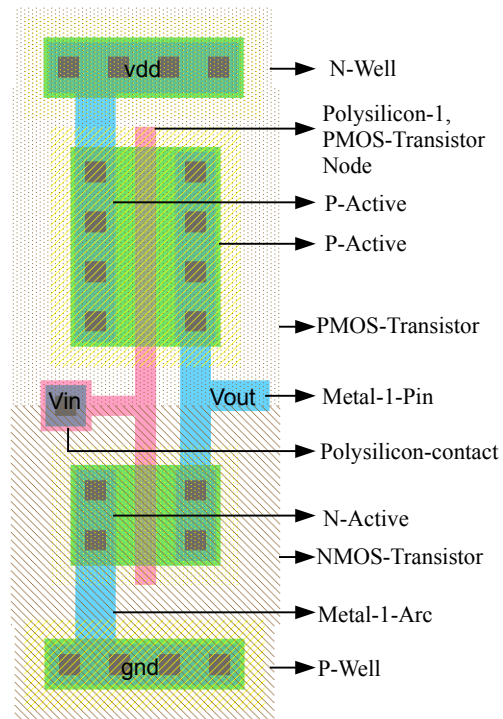 vdd
N-Well
Polysilicon-1,
PMOS-Transistor
Node
P-Active
P-Active
PMOS-Transistor
Vin
Vout
Metal-1-Pin
Polysilicon-contact
N-Active
NMOS-Transistor
Metal-1-Arc
gnd
P-Well